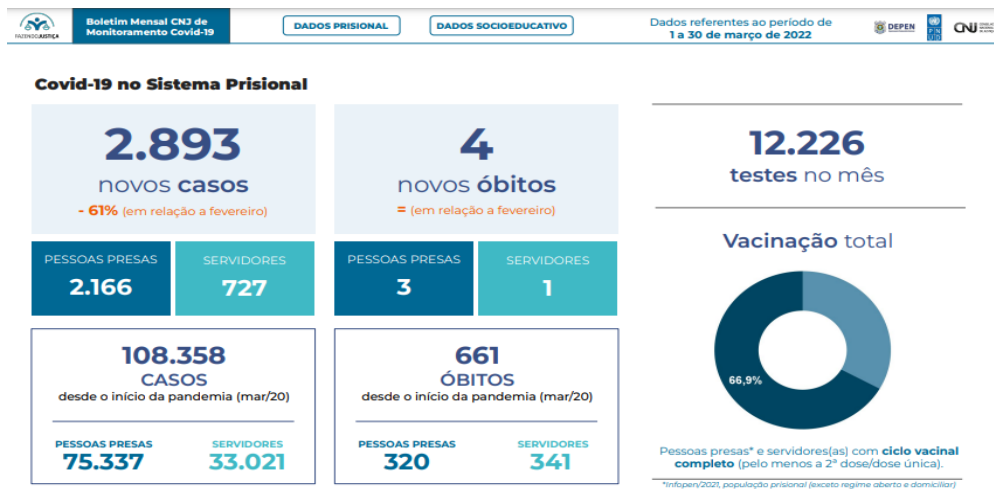 FAZENDOJUSTIÇA
Boletim Mensal CNJ de
Monitoramento Covid-19
DADOS PRISIONAL
DADOS SOCIOEDUCATIVO
Dados referentes ao período de
1 a 30 de março de 2022
DEPEN
PNUD
CNJ
Covid-19 no Sistema Prisional
2.893
novos casos
- 61% (em relação a fevereiro)
PESSOAS PRESAS
2.166
SERVIDORES
727
108.358
CASOS
desde o início da pandemia (mar/20)
PESSOAS PRESAS
75.337
SERVIDORES
33.021
4
novos óbitos
= (em relação a fevereiro)
PESSOAS PRESAS
3
SERVIDORES
1
661
ÓBITOS
desde o início da pandemia (mar/20)
PESSOAS PRESAS
320
SERVIDORES
341
12.226
testes no mês
Vacinação total
66,9%
Pessoas presas* e servidores(as) com ciclo vacinal
completo (pelo menos a 2ª dose/dose única).
*Infopen/2021, população prisional (exceto regime aberto e domiciliar)